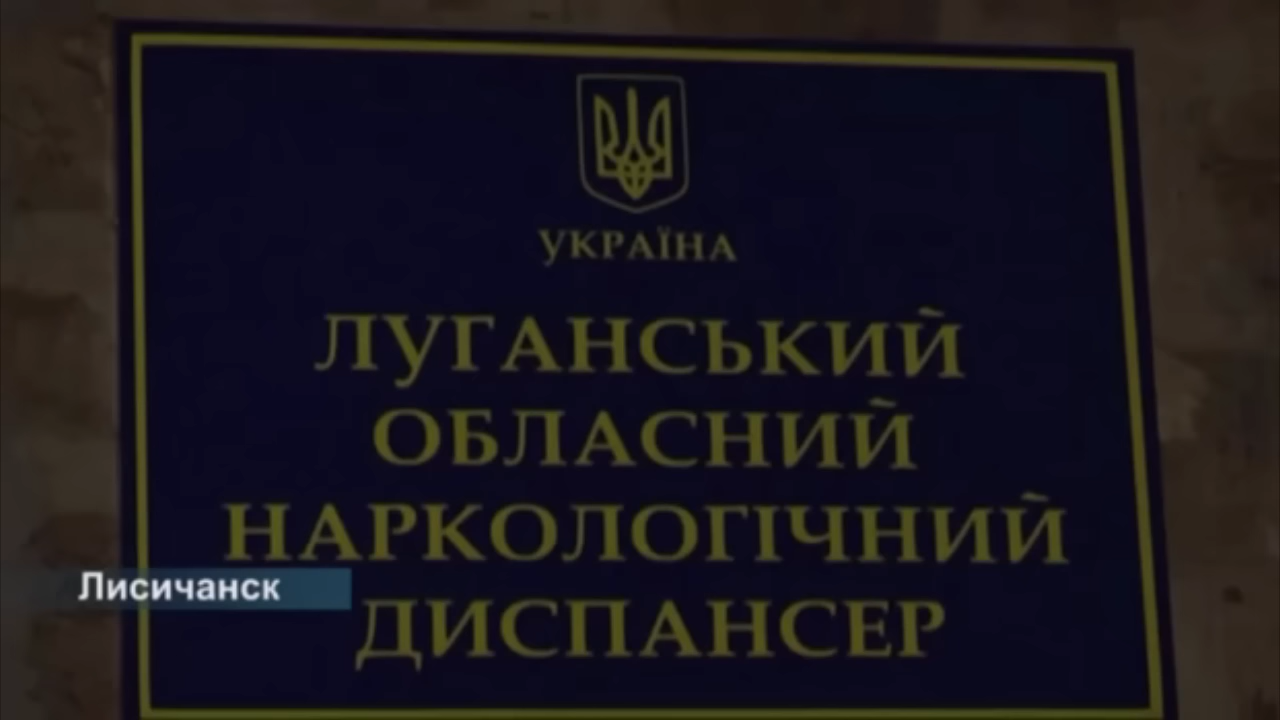 УКРАЇНА
ЛУГАНСЬКИЙ
ОБЛАСНИЙ
НАРКОЛОГІЧНИЙ
Лисичанск
ДИСПАНСЕР